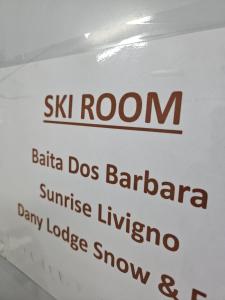 SKI ROOM
Baita Dos Barbara
Sunrise Livigno
Dany Lodge Snow &